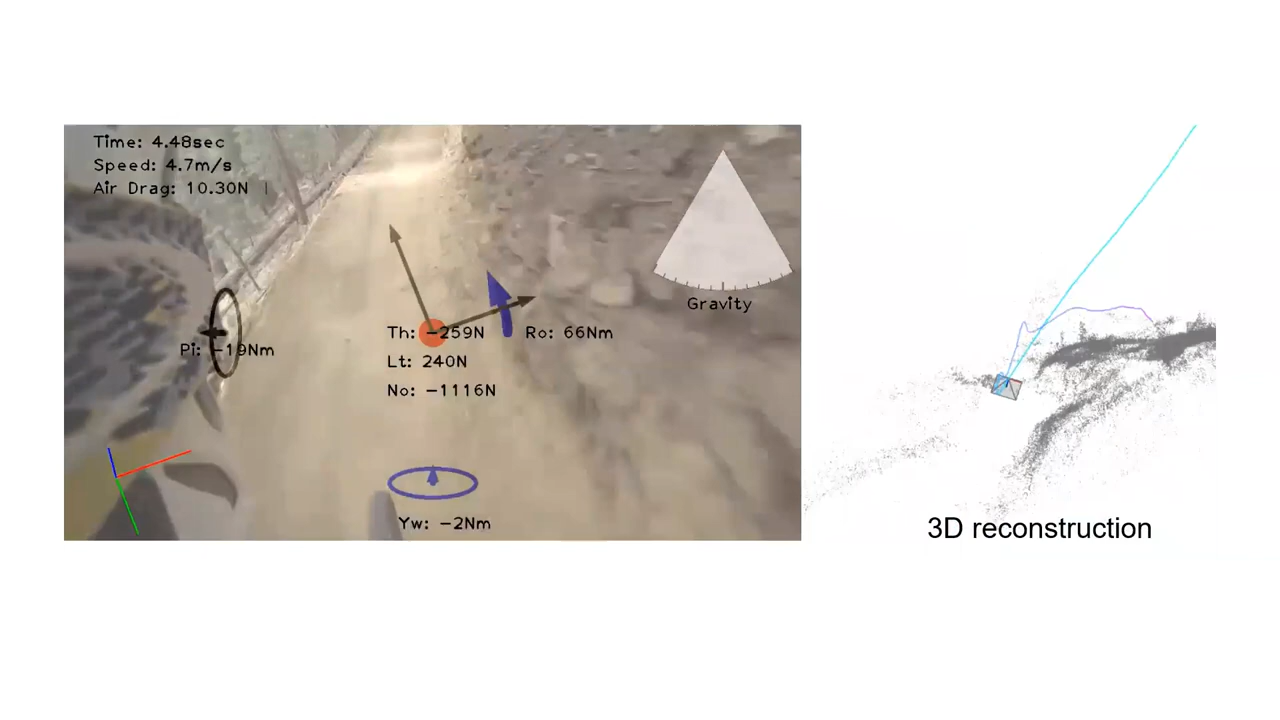 Time: 4.48sec
Speed: 4.7m/s
Air Drag: 10.30N
Gravity
Th: -259N
Ro: 66Nm
Pi: -19Nm
Lt: 240N
No: -1116N
Yw: -2Nm
3D reconstruction